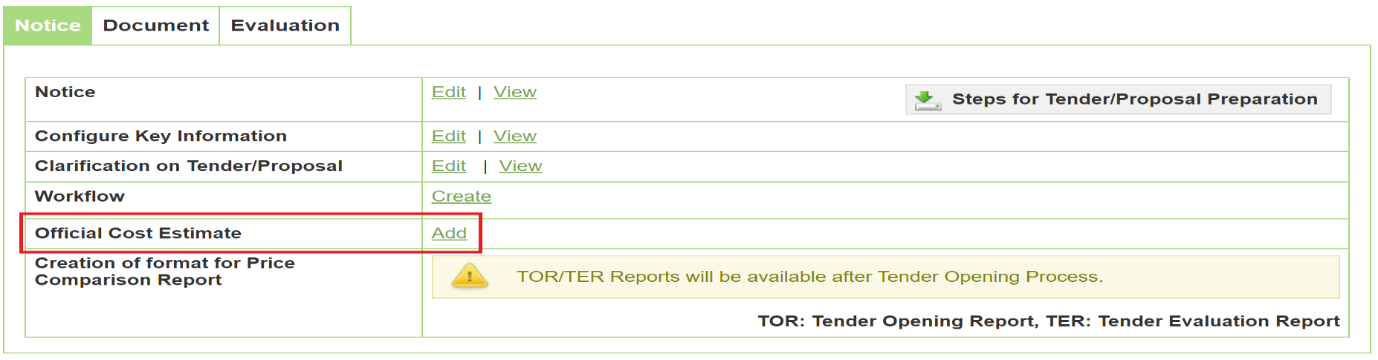 Notice Document Evaluation
Notice Edit | View Steps for Tender/Proposal Preparation
Configure Key Information Edit | View
Clarification on Tender/Proposal Edit | View
Workflow Create
Official Cost Estimate Add
Creation of format for Price
Comparison Report
TOR/TER Reports will be available after Tender Opening Process.
TOR: Tender Opening Report, TER: Tender Evaluation Report